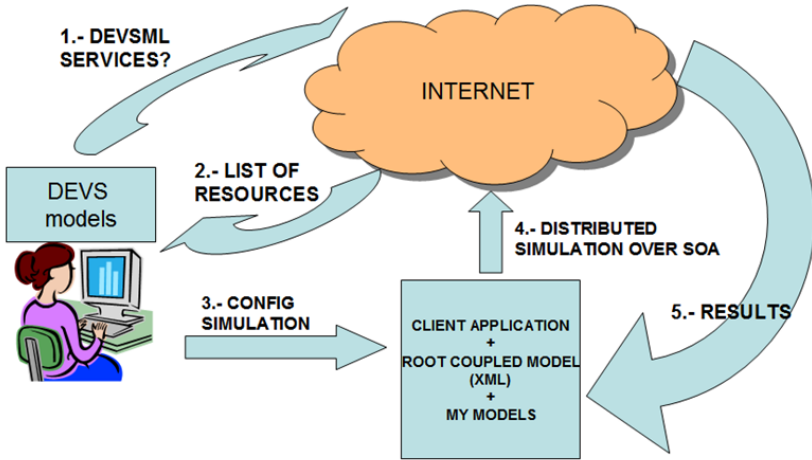 1.- DEVSML
SERVICES?
INTERNET
2.- LIST OF
RESOURCES
DEVS
models
4.- DISTRIBUTED
SIMULATION OVER SOA
3.- CONFIG
SIMULATION
CLIENT APPLICATION
+
ROOT COUPLED MODEL
(XML)
+
MY MODELS
5.- RESULTS